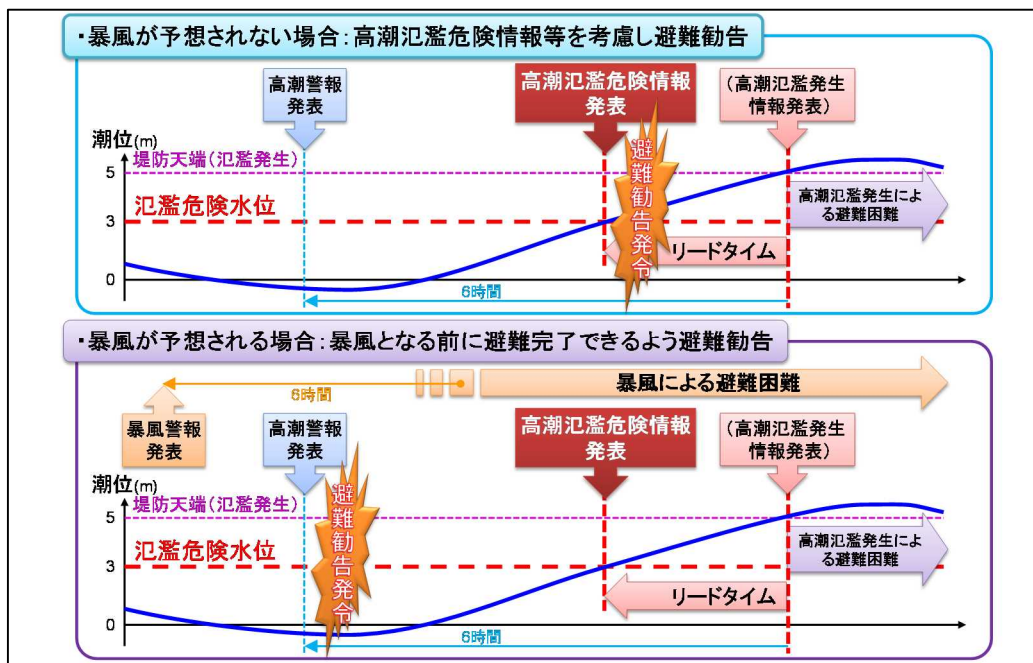 ・暴風が予想されない場合：高潮氾濫危険情報等を考慮し避難勧告
高潮警報
発表
高潮氾濫危険情報
発表
（高潮氾濫発生
情報発表）
潮位(m)
堤防天端（氾濫発生）
5
氾濫危険水位
3
0
避難勧告発令
高潮氾濫発生によ
る避難困難
リードタイム
6時間
・暴風が予想される場合：暴風となる前に避難完了できるよう避難勧告
6時間
暴風による避難困難
暴風警報
発表
高潮警報
発表
高潮氾濫危険情報
発表
（高潮氾濫発生
情報発表）
潮位(m)
堤防天端（氾濫発生）
5
氾濫危険水位
3
0
避難勧告発令
高潮氾濫発生によ
る避難困難
リードタイム
6時間